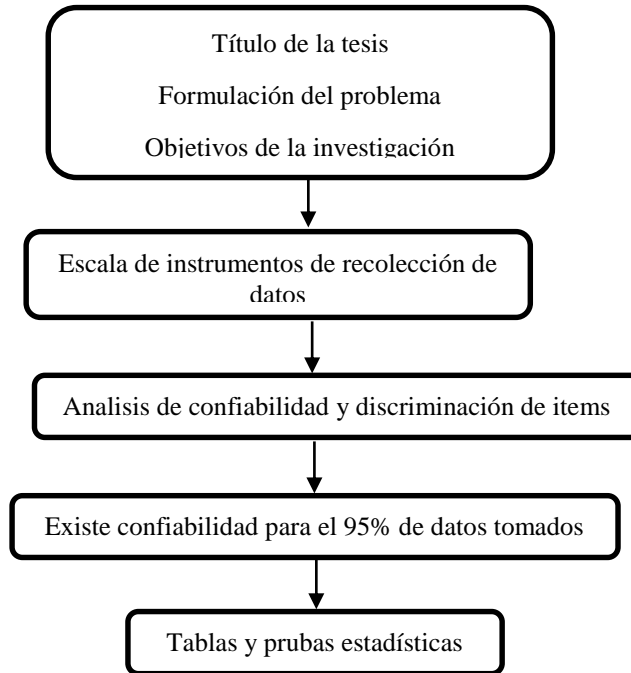 Título de la tesis
Formulación del problema
Objetivos de la investigación
Escala de instrumentos de recolección de
datos
Analisis de confiabilidad y discriminación de items
Existe confiabilidad para el 95% de datos tomados
Tablas y prubas estadísticas